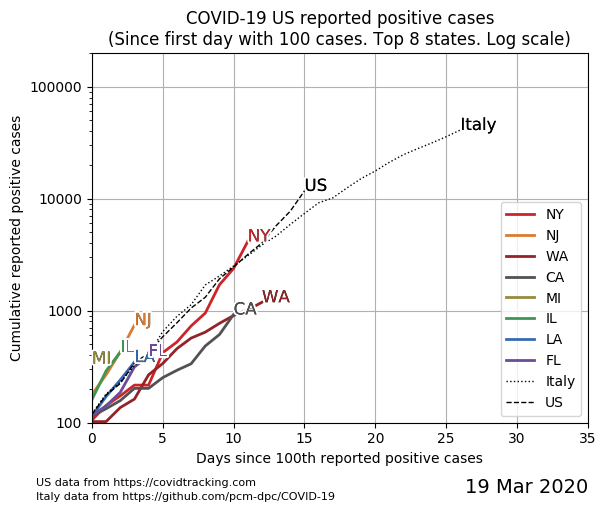 COVID-19 US reported positive cases
(Since first day with 100 cases. Top 8 states. Log scale)
Cumulative reported positive cases
100000
10000
1000
100
Italy
US
NY
WA
CA
NJ
IL
MI
LA
FL
NY
NJ
WA
CA
MI
IL
LA
FL
Italy
US
0 5 10 15 20 25 30 35
Days since 100th reported positive cases
US data from https://covidtracking.com
Italy data from https://github.com/pcm-dpc/COVID-19
19 Mar 2020